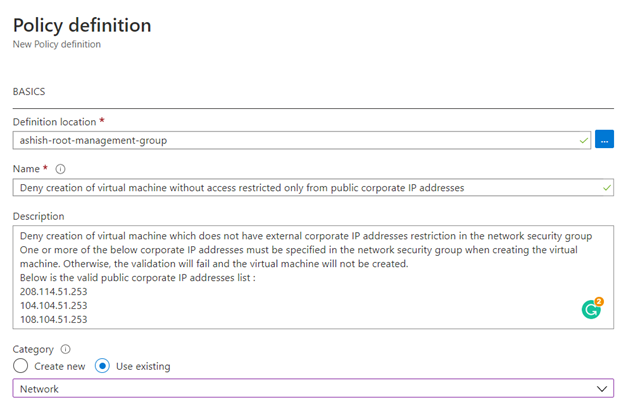 Policy definition
New Policy definition
BASICS
Definition location *
ashish-root-management-group
...
Name *
Deny creation of virtual machine without access restricted only from public corporate IP addresses
Description
Deny creation of virtual machine which does not have external corporate IP addresses restriction in the network security group
One or more of the below corporate IP addresses must be specified in the network security group when creating the virtual
machine. Otherwise, the validation will fail and the virtual machine will not be created.
Below is the valid public corporate IP addresses list :
208.114.51.253
104.104.51.253
108.104.51.253
2
Category
Create new Use existing
Network